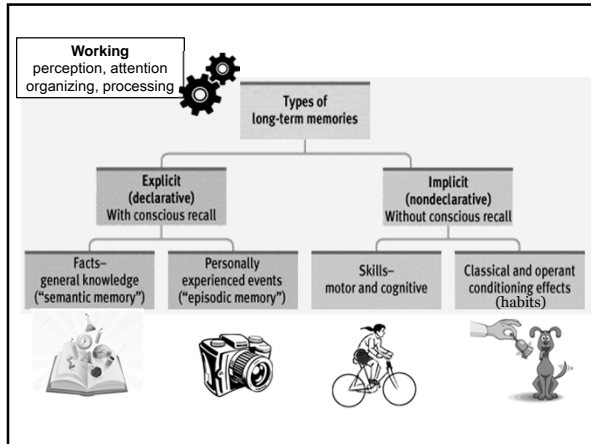 Working
perception, attention
organizing, processing
Types of
long-term memories
Explicit
(declarative)
With conscious recall
Implicit
(nondeclarative)
Without conscious recall
Facts–
general knowledge
(“semantic memory”)
Personally
experienced events
(“episodic memory”)
Skills–
motor and cognitive
Classical and operant
conditioning effects
(habits)